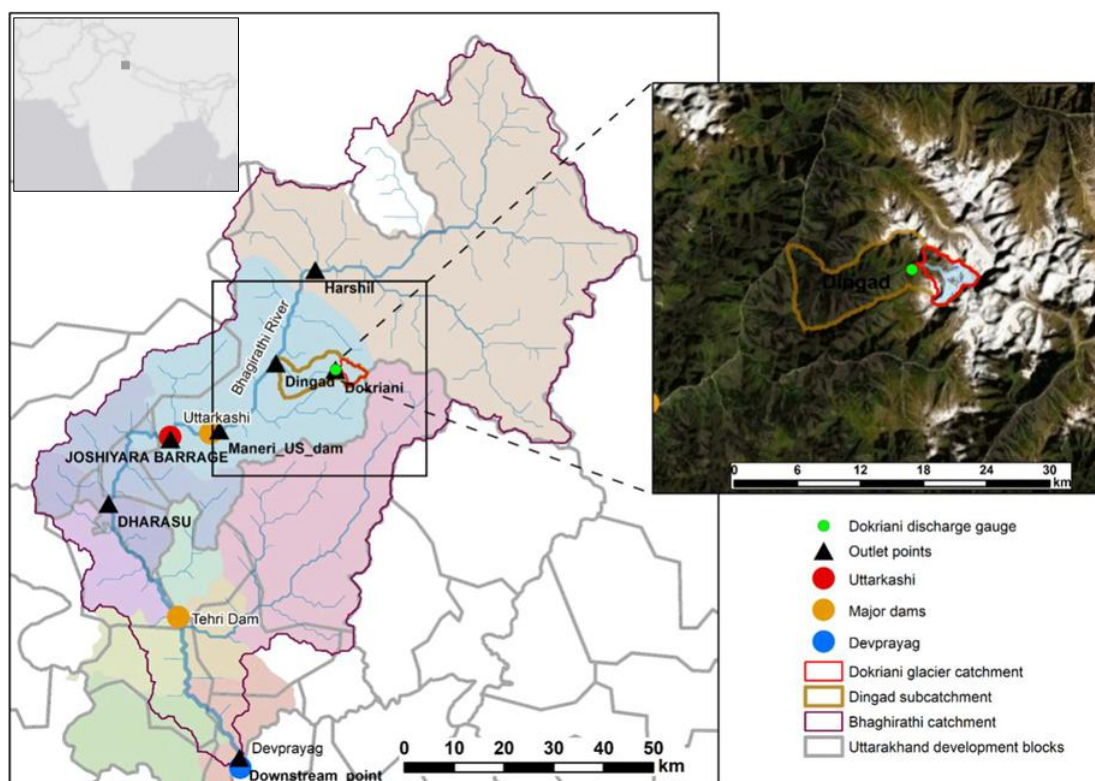 Harshil
Bhagirathi River
Dingad
Dokriani
Uttarkashi
Maneri_US_dam
JOSHIYARA BARRAGE
DHARASU
Tehri Dam
Devprayag
Downstream_point
0 10 20 30 40 50
km
Dingad
0 6 12 18 24 30
km
Dokriani discharge gauge
Outlet points
Uttarkashi
Major dams
Devprayag
Dokriani glacier catchment
Dingad subcatchment
Bhaghirathi catchment
Uttarakhand development blocks